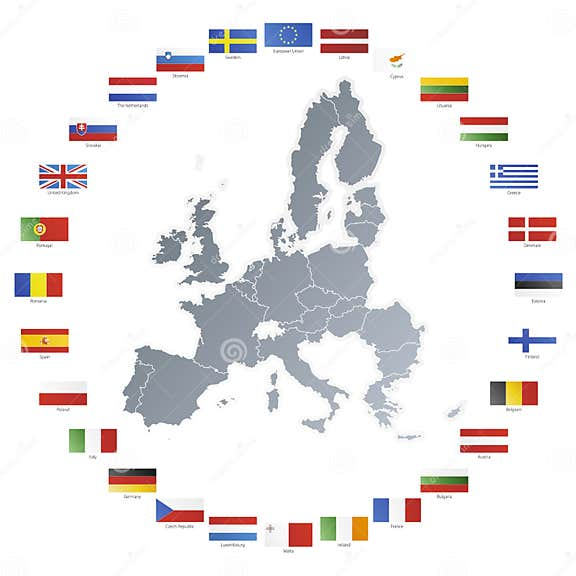 European Union
Latvia
Cyprus
Lituania
Hungary
Greece
Denmark
Estonia
Finland
Belgium
Austria
Bulgaria
France
Ireland
Malta
Luxembourg
Czech Republic
Germany
Italy
Poland
Spain
Romania
Portugal
United Kingdom
Slovakia
The Netherlands
Slovenia
Sweden